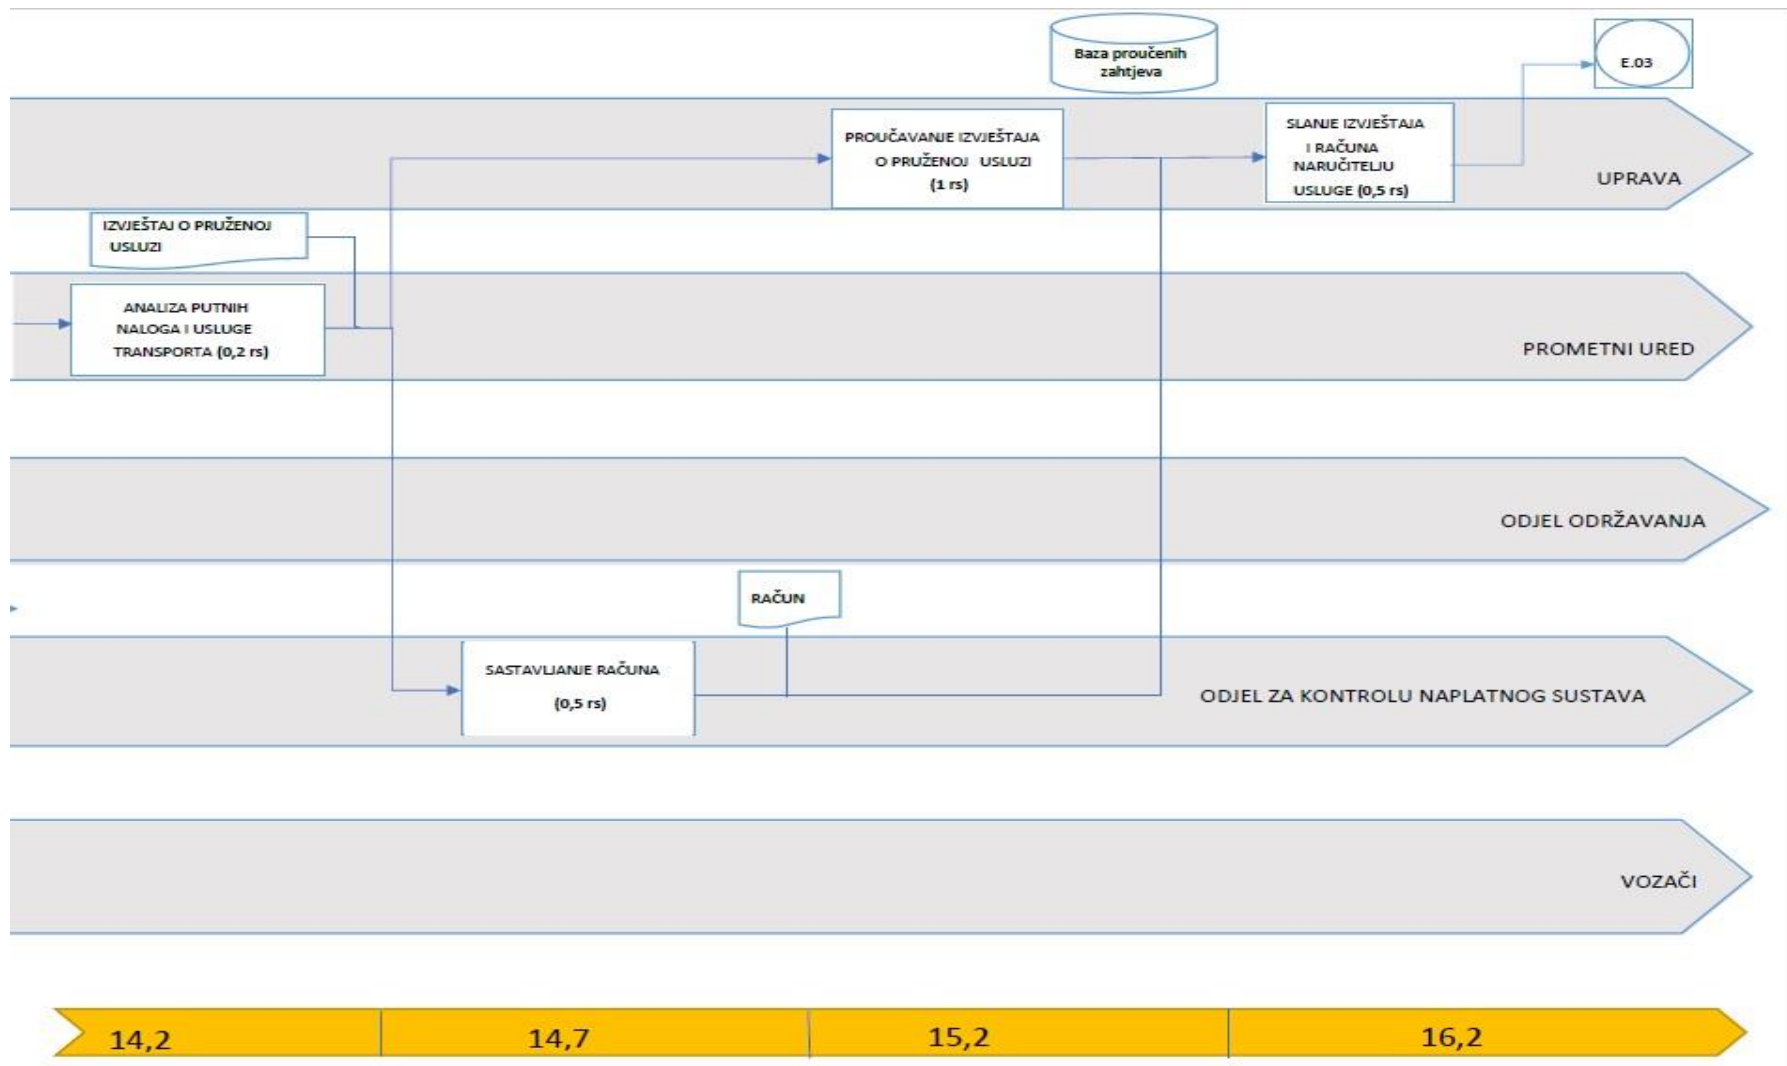 Baza proučenih
zahtjeva
E.03
PROUČAVANJE IZVJEŠTAJA
O PRUŽENOJ USLUZI
(1 rs)
SLANJE IZVJEŠTAJA
I RAČUNA
NARUČITELJU
USLUGE (0,5 rs)
UPRAVA
IZVJEŠTAJ O PRUŽENOJ
USLUZI
ANALIZA PUTNIH
NALOGA I USLUGE
TRANSPORTA (0,2 rs)
PROMETNI URED
ODJEL ODRŽAVANJA
RAČUN
SASTAVLJANJE RAČUNA
(0,5 rs)
ODJEL ZA KONTROLU NAPLATNOG SUSTAVA
VOZAČI
14,2
14,7
15,2
16,2